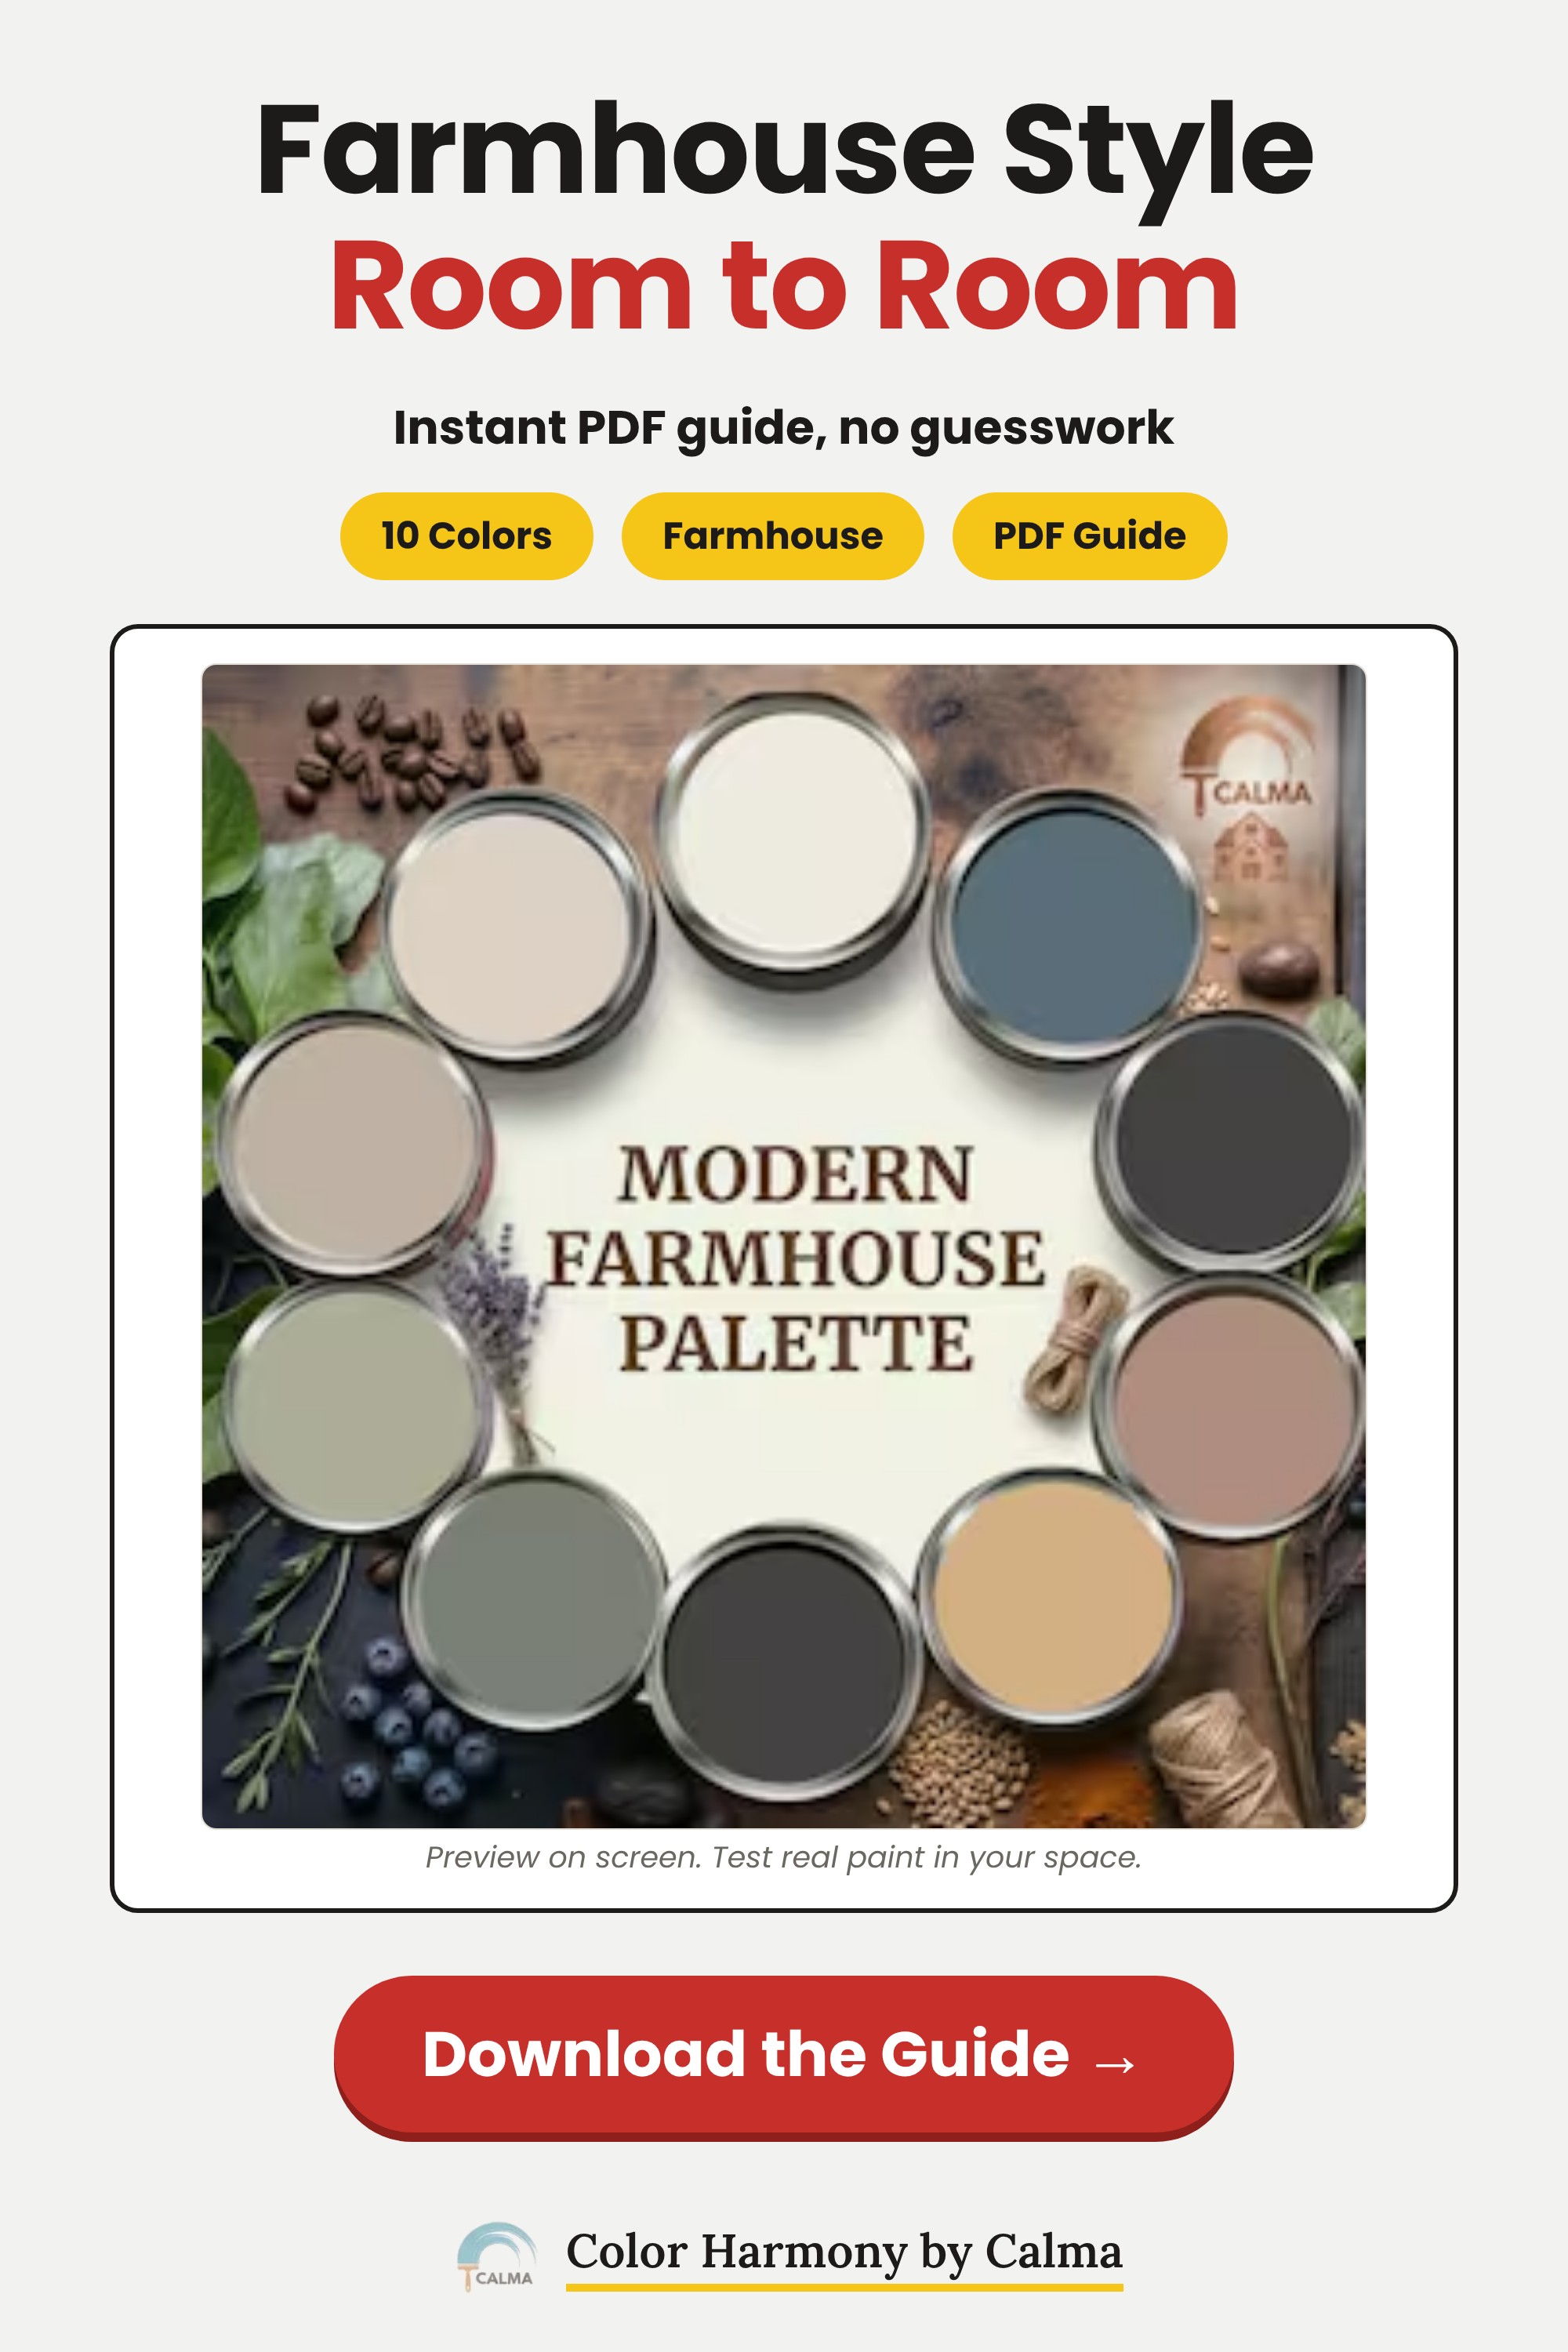 Farmhouse Style
Room to Room
Instant PDF guide, no guesswork
10 Colors
Farmhouse
PDF Guide
CALMA
MODERN
FARMHOUSE
PALETTE
Preview on screen. Test real paint in your space.
Download the Guide →
CALMA
Color Harmony by Calma